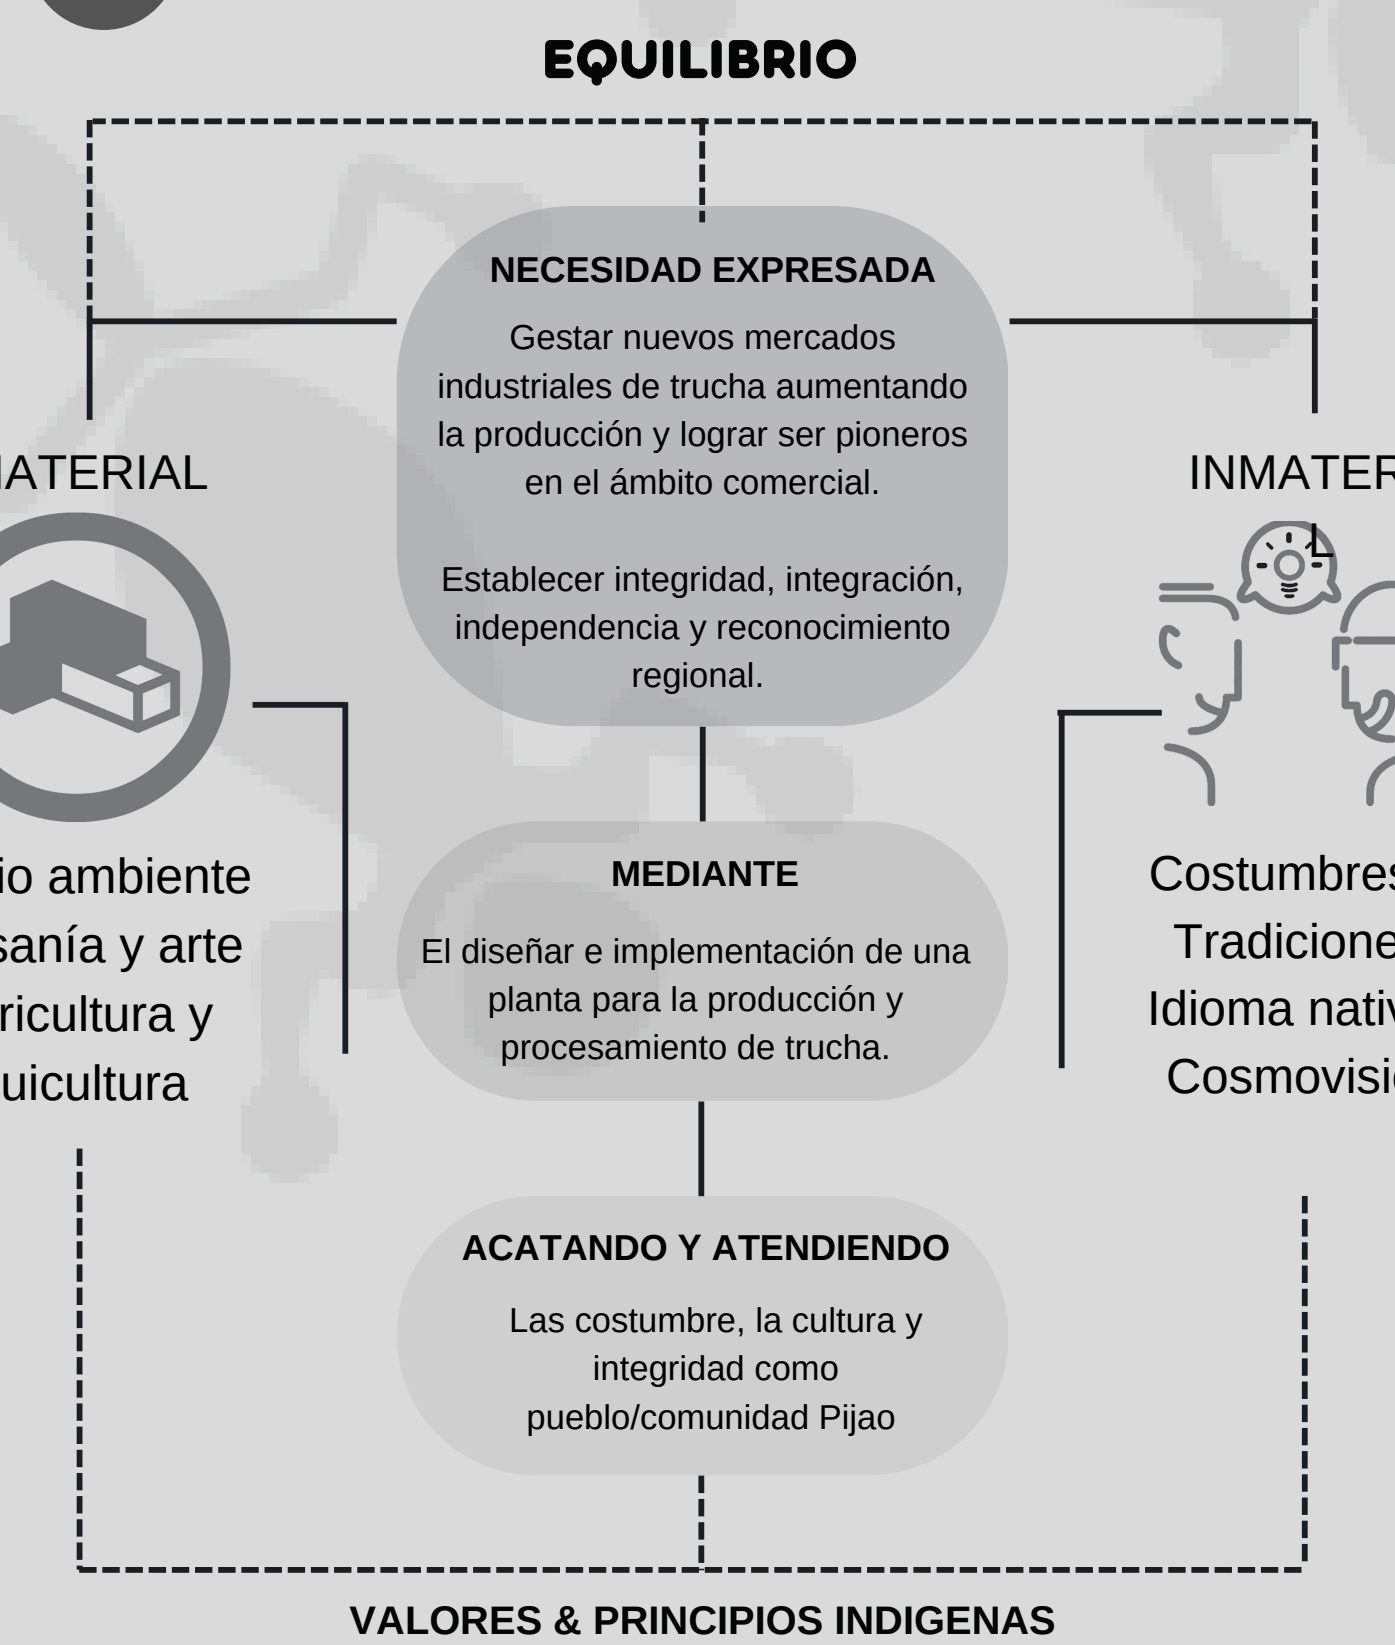 EQUILIBRIO
NECESIDAD EXPRESADA
Gestar nuevos mercados
industriales de trucha aumentando
la producción y lograr ser pioneros
en el ámbito comercial.
Establecer integridad, integración,
independencia y reconocimiento
regional.
MEDIANTE
El diseñar e implementación de una
planta para la producción y
procesamiento de trucha.
ACATANDO Y ATENDIENDO
Las costumbre, la cultura y
integridad como
pueblo/comunidad Pijao
ATERIAL
io ambiente
sanía y arte
ricultura y
uicultura
INMATER
L
Costumbres
Tradicione
Idioma nativ
Cosmovisi
VALORES & PRINCIPIOS INDIGENAS